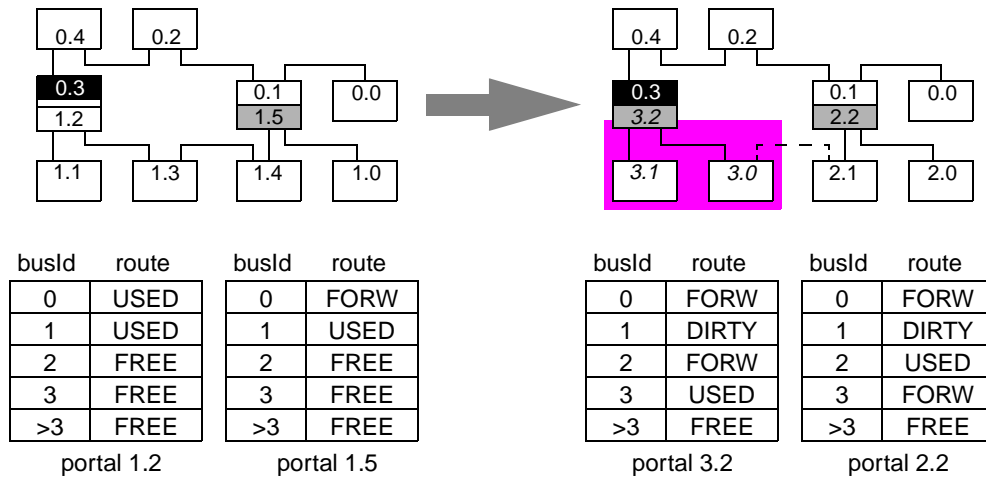 0.4 0.2 0.4 0.2
0.3 0.1 0.0 0.3 0.1 0.0
1.2 1.5 3.2 2.2
1.1 1.3 1.4 1.0 3.1 3.0 2.1 2.0
busId route busId route busId route busId route
0 USED 0 FORW 0 FORW 0 FORW
1 USED 1 USED 1 DIRTY 1 DIRTY
2 FREE 2 FREE 2 FORW 2 USED
3 FREE 3 FREE 3 USED 3 FORW
>3 FREE >3 FREE >3 FREE >3 FREE
portal 1.2 portal 1.5 portal 3.2 portal 2.2